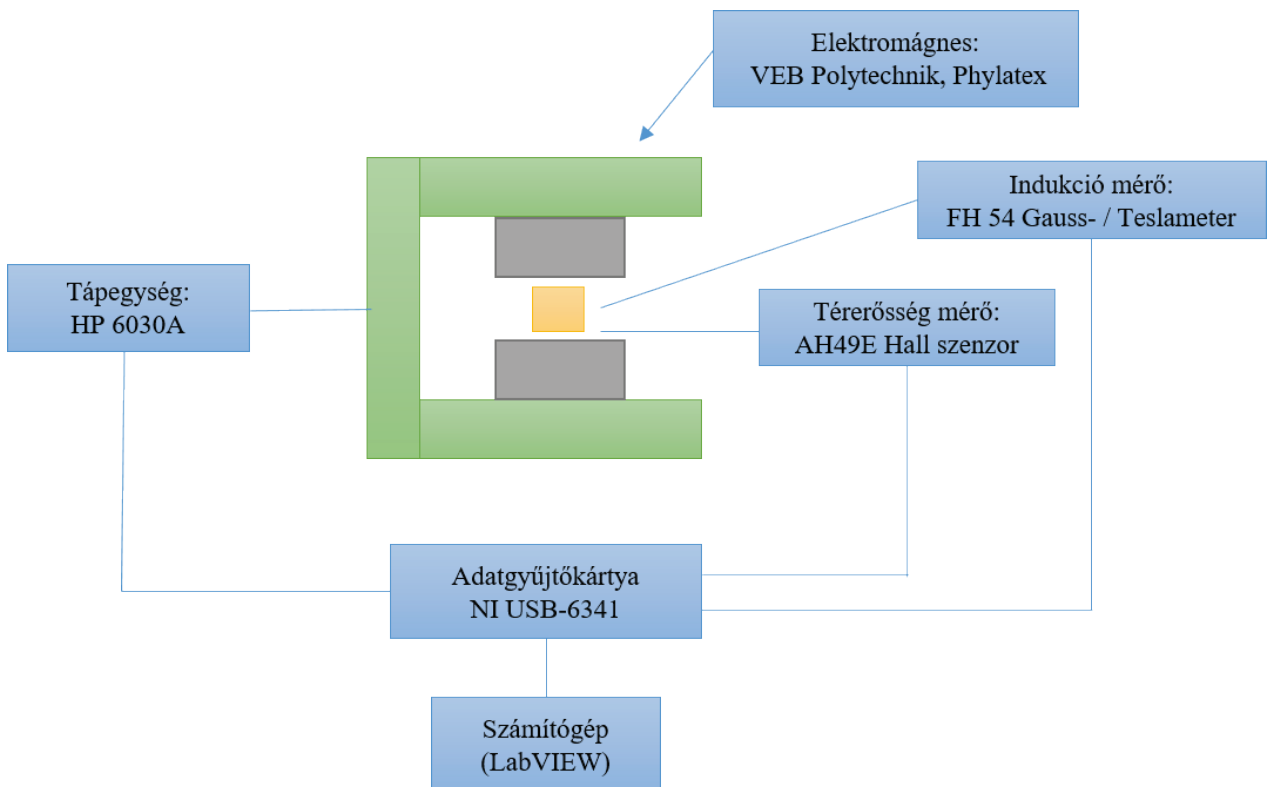 Elektromágnes:
VEB Polytechnik, Phylatex
Indukció mérő:
FH 54 Gauss- / Teslameter
Tápegység:
HP 6030A
Térerősség mérő:
AH49E Hall szenzor
Adatgyűjtőkártya
NI USB-6341
Számítógép
(LabVIEW)